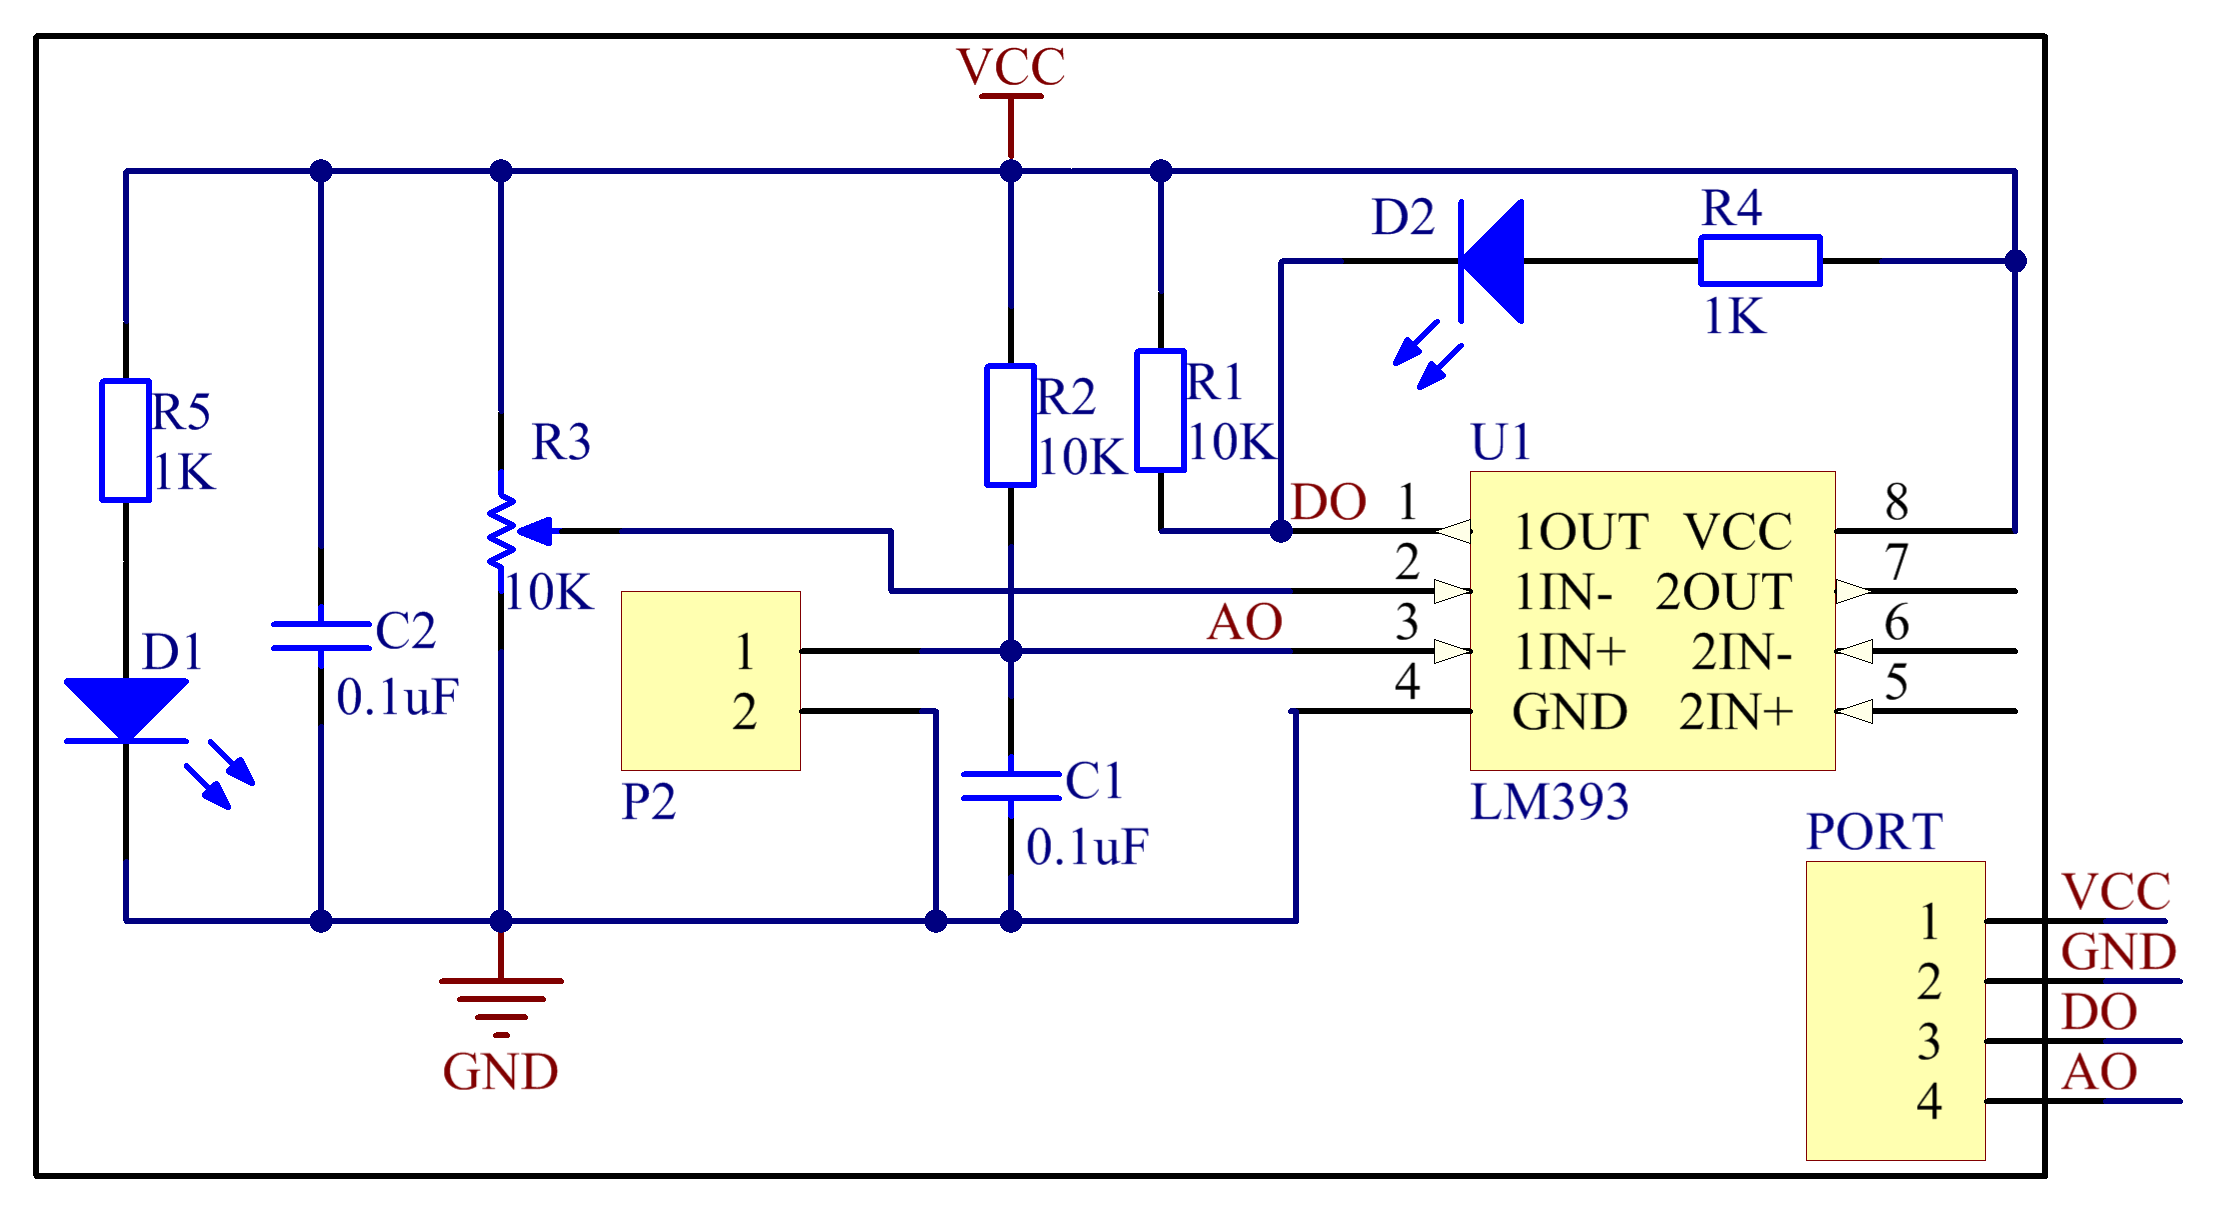 VCC
D2
R4
1K
R5
1K
R3
10K
R2
10K
R1
10K
U1
DO
1
2
AO
3
4
1OUT VCC
1IN- 2OUT
1IN+ 2IN-
GND 2IN+
8
7
6
5
LM393
D1
C2
0.1uF
1
2
P2
C1
0.1uF
GND
PORT
1
2
3
4
VCC
GND
DO
AO